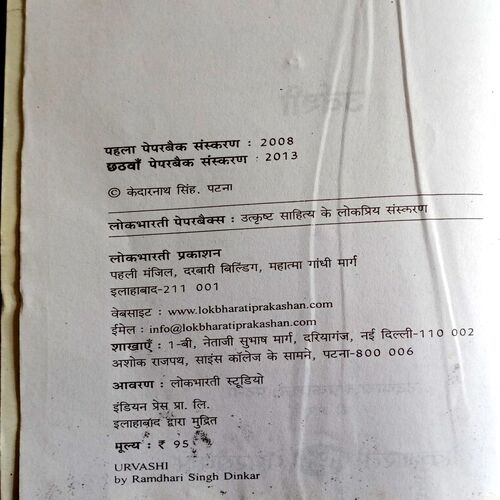 पहला पेपरबैक संस्करण : 2008
छठवाँ पेपरबैक संस्करण : 2013
© केदारनाथ सिंह, पटना
लोकभारती पेपरबैक्स : उत्कृष्ट साहित्य के लोकप्रिय संस्करण
लोकभारती प्रकाशन
पहली मंजिल, दरबारी बिल्डिंग, महात्मा गांधी मार्ग
इलाहाबाद-211 001
वेबसाइट : www.lokbharatiprakashan.com
ईमेल : info@lokbharatiprakashan.com
शाखाएँ : 1-बी, नेताजी सुभाष मार्ग, दरियागंज, नई दिल्ली-110 002
अशोक राजपथ, साइंस कॉलेज के सामने, पटना-800 006
आवरण : लोकभारती स्टूडियो
इंडियन प्रेस प्रा. लि.
इलाहाबाद द्वारा मुद्रित
मूल्य : ₹ 95
URVASHI
by Ramdhari Singh Dinkar